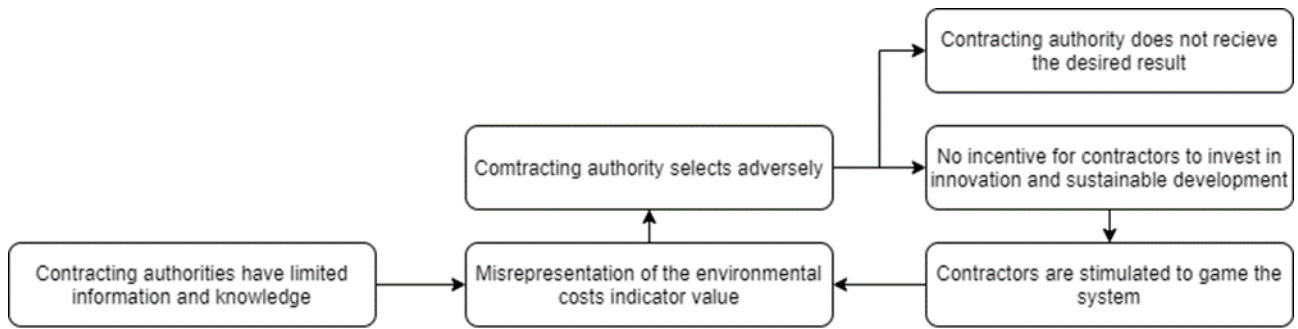 Contracting authority does not recieve
the desired result
Comtracting authority selects adversely
No incentive for contractors to invest in
innovation and sustainable development
Contracting authorities have limited
information and knowledge
Misrepresentation of the environmental
costs indicator value
Contractors are stimulated to game the
system